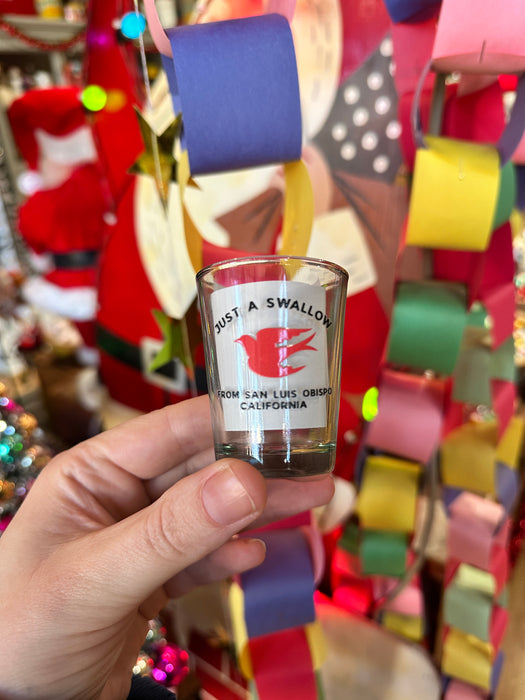 JUST A SWALLOW
FROM SAN LUIS OBISPO
CALIFORNIA